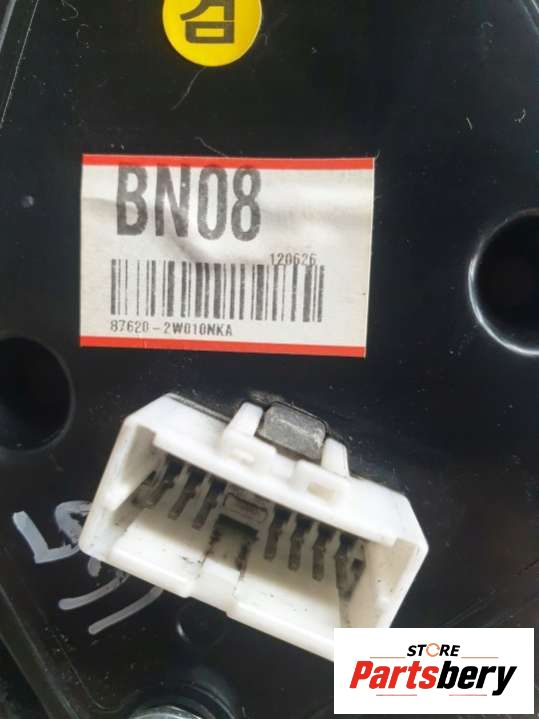 검
BN08
120626
87620-2W010NKA
STORE
Partsbery